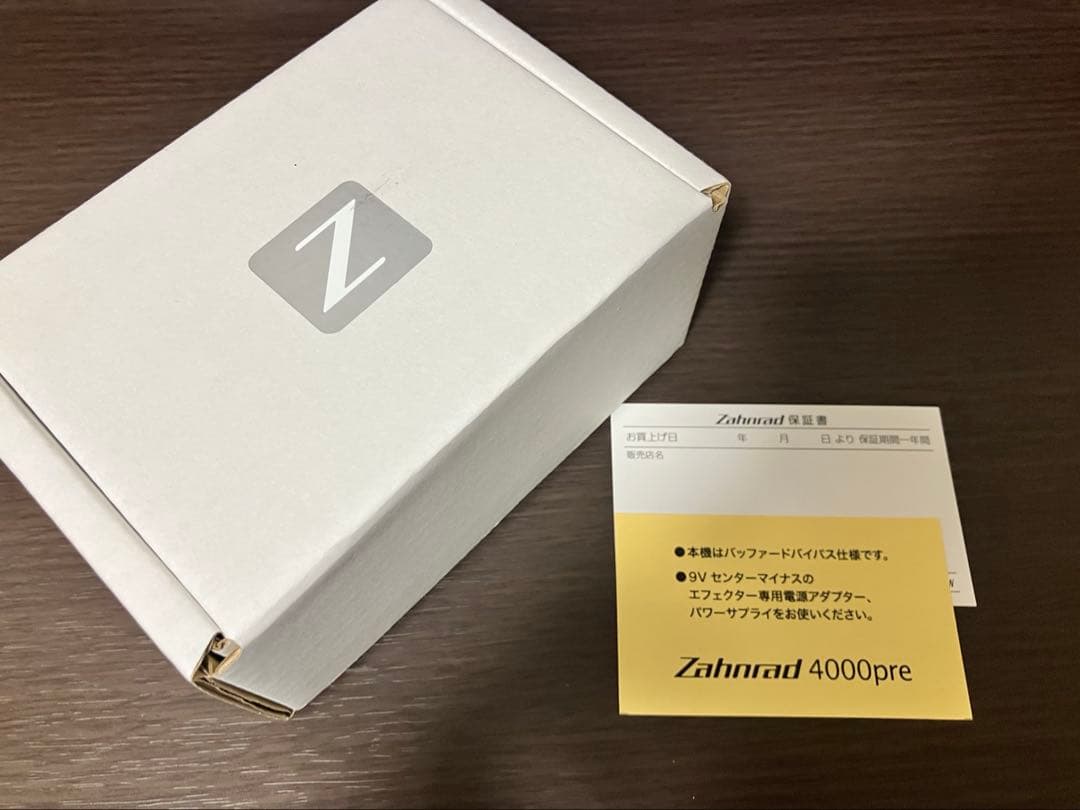 Z
Zahnrad 保証書
お買上げ日 年 月 日 より 保証期間一年間
販売店名
●本機はバッファードバイパス仕様です。
●9V センターマイナスの
エフェクター専用電源アダプター、
パワーサプライをお使いください。
Zahnrad 4000pre